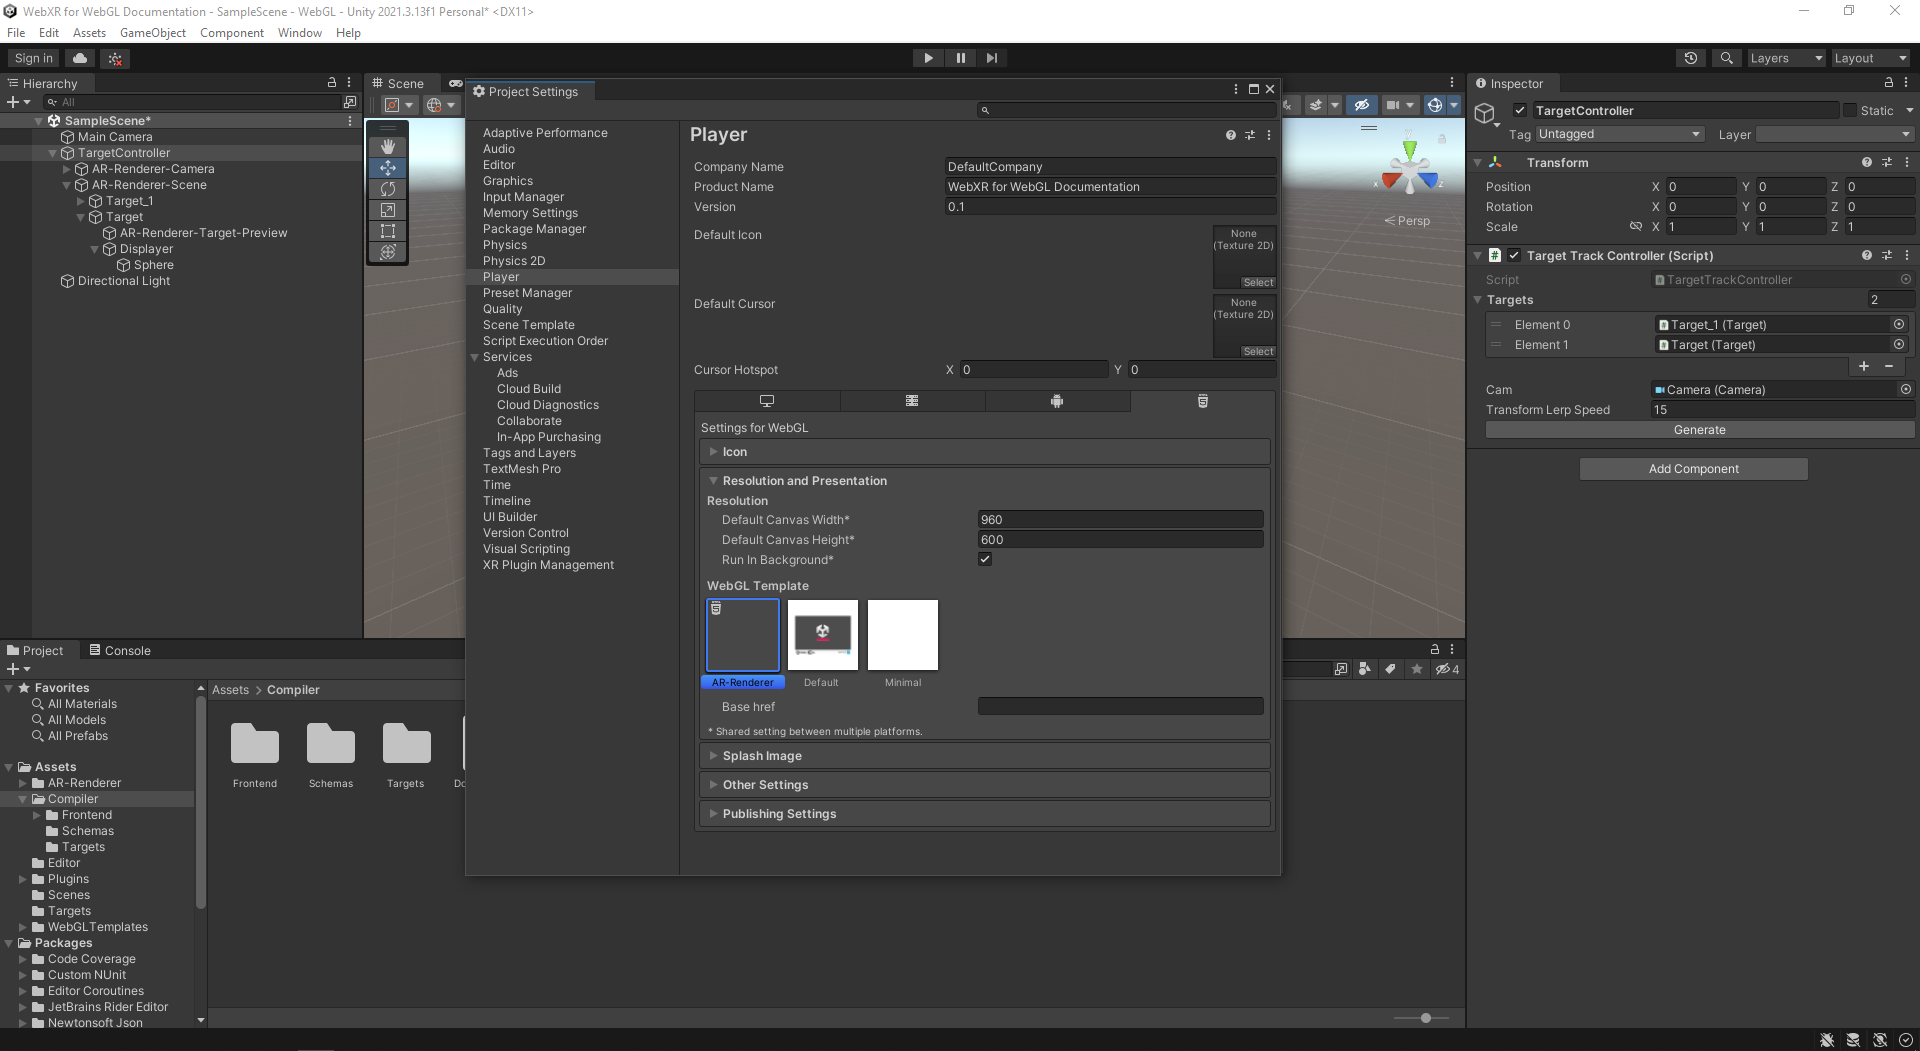 WebXR for WebGL Documentation - SampleScene - WebGL - Unity 2021.3.13f1 Personal* <DX11>
File Edit Assets GameObject Component Window Help
Sign in
Layers
Layout
Hierarchy
All
SampleScene*
Main Camera
TargetController
AR-Renderer-Camera
AR-Renderer-Scene
Target_1
Target
AR-Renderer-Target-Preview
Displayer
Sphere
Directional Light
Scene
Persp
x
z
Project Settings
Adaptive Performance
Audio
Editor
Graphics
Input Manager
Memory Settings
Package Manager
Physics
Physics 2D
Player
Preset Manager
Quality
Scene Template
Script Execution Order
Services
Ads
Cloud Build
Cloud Diagnostics
Collaborate
In-App Purchasing
Tags and Layers
TextMesh Pro
Time
Timeline
UI Builder
Version Control
Visual Scripting
XR Plugin Management
Player
Company Name DefaultCompany
Product Name WebXR for WebGL Documentation
Version 0.1
Default Icon
None
(Texture 2D)
Select
Default Cursor
None
(Texture 2D)
Select
Cursor Hotspot X 0 Y 0
Settings for WebGL
Icon
Resolution and Presentation
Resolution
Default Canvas Width* 960
Default Canvas Height* 600
Run In Background*
WebGL Template
AR-Renderer Default Minimal
Base href
* Shared setting between multiple platforms.
Splash Image
Other Settings
Publishing Settings
Inspector
TargetController Static
Tag Untagged Layer
Transform
Position X 0 Y 0 Z 0
Rotation X 0 Y 0 Z 0
Scale X 1 Y 1 Z 1
Target Track Controller (Script)
Script TargetTrackController
Targets 2
Element 0 Target_1 (Target)
Element 1 Target (Target)
Cam Camera (Camera)
Transform Lerp Speed 15
Generate
Add Component
Project Console
4
Favorites
All Materials
All Models
All Prefabs
Assets
AR-Renderer
Compiler
Frontend
Schemas
Targets
Editor
Plugins
Scenes
Targets
WebGLTemplates
Packages
Code Coverage
Custom NUnit
Editor Coroutines
JetBrains Rider Editor
Newtonsoft Json
Assets > Compiler
Frontend Schemas Targets